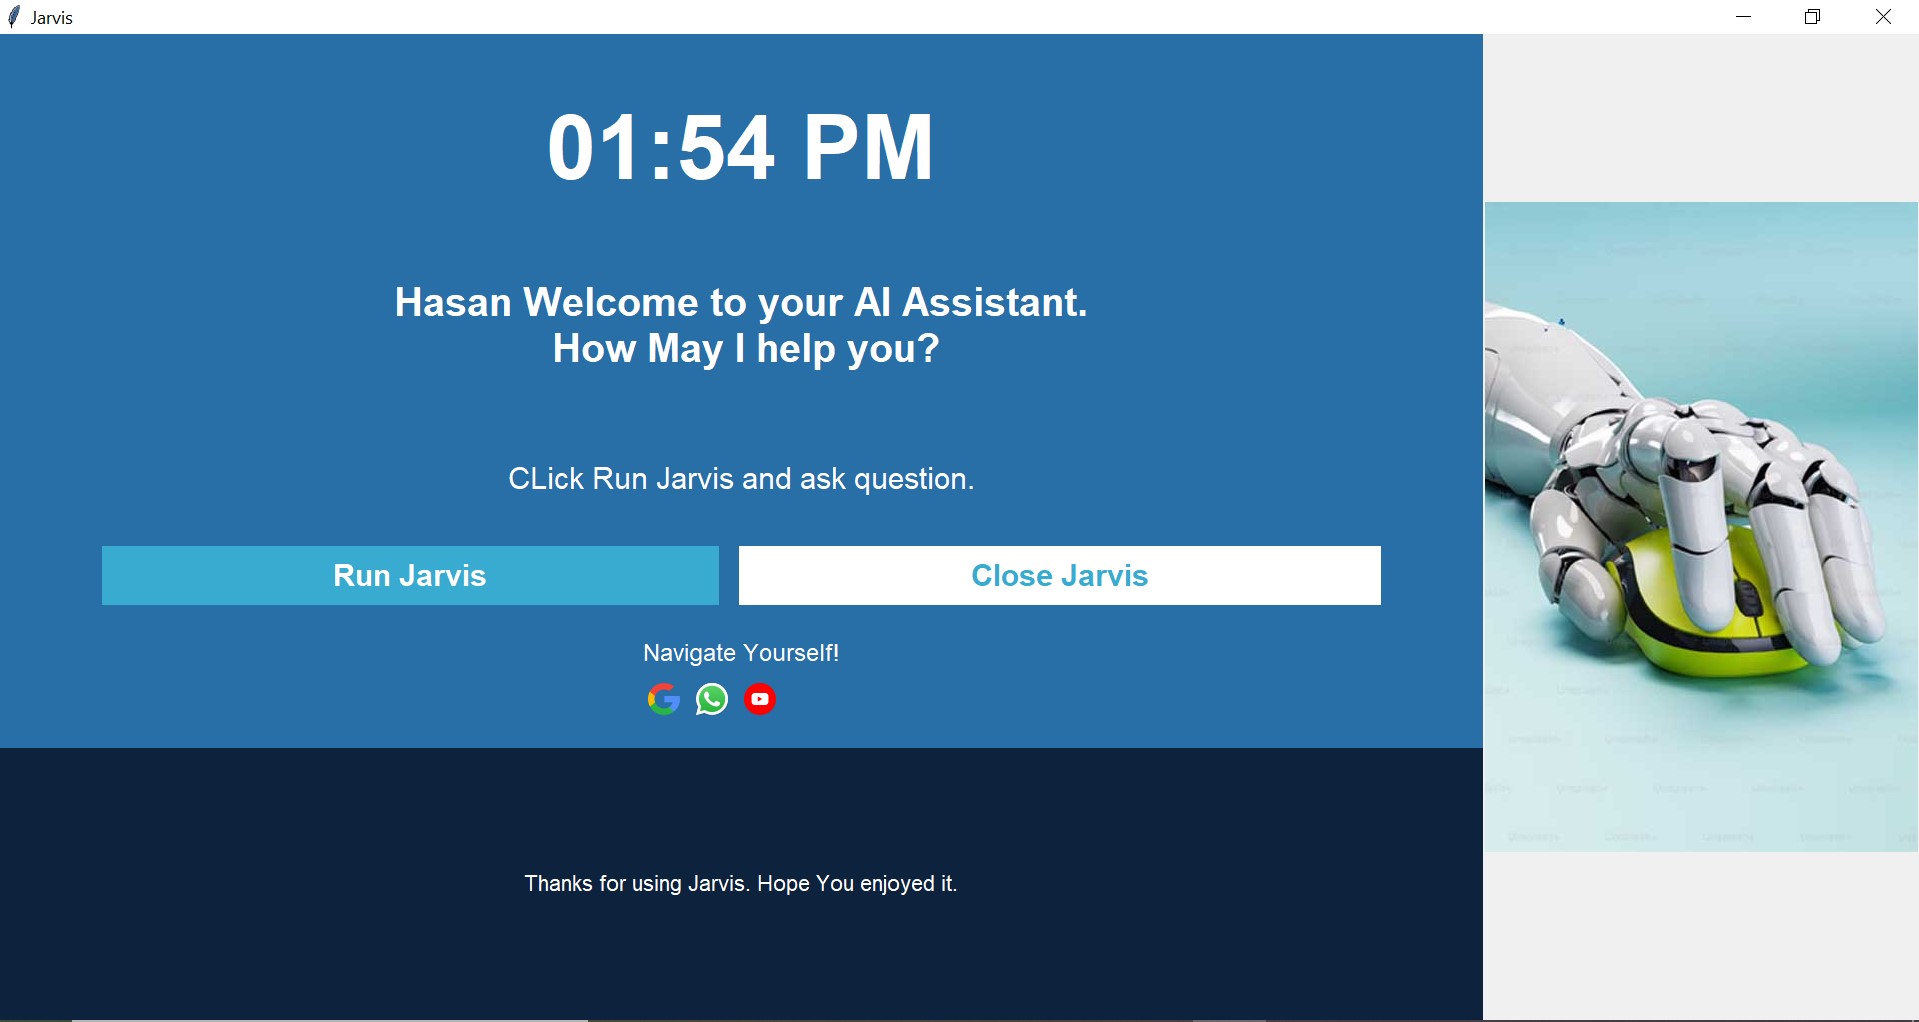 Jarvis
01:54 PM
Hasan Welcome to your AI Assistant.
How May I help you?
CLick Run Jarvis and ask question.
Run Jarvis
Close Jarvis
Navigate Yourself!
Thanks for using Jarvis. Hope You enjoyed it.